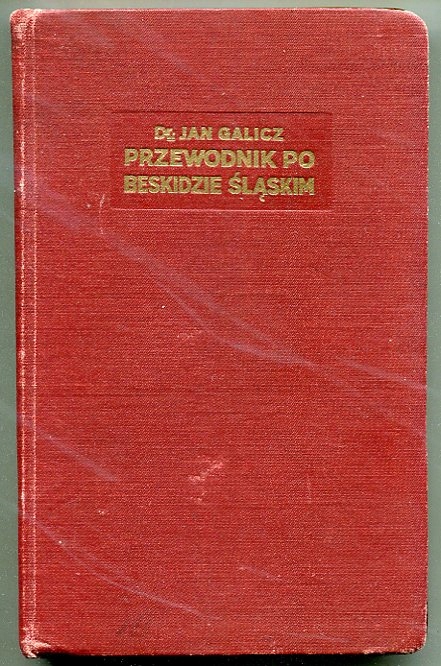 Dr. JAN GALICZ
PRZEWODNIK PO
BESKIDZIE ŚLĄSKIM